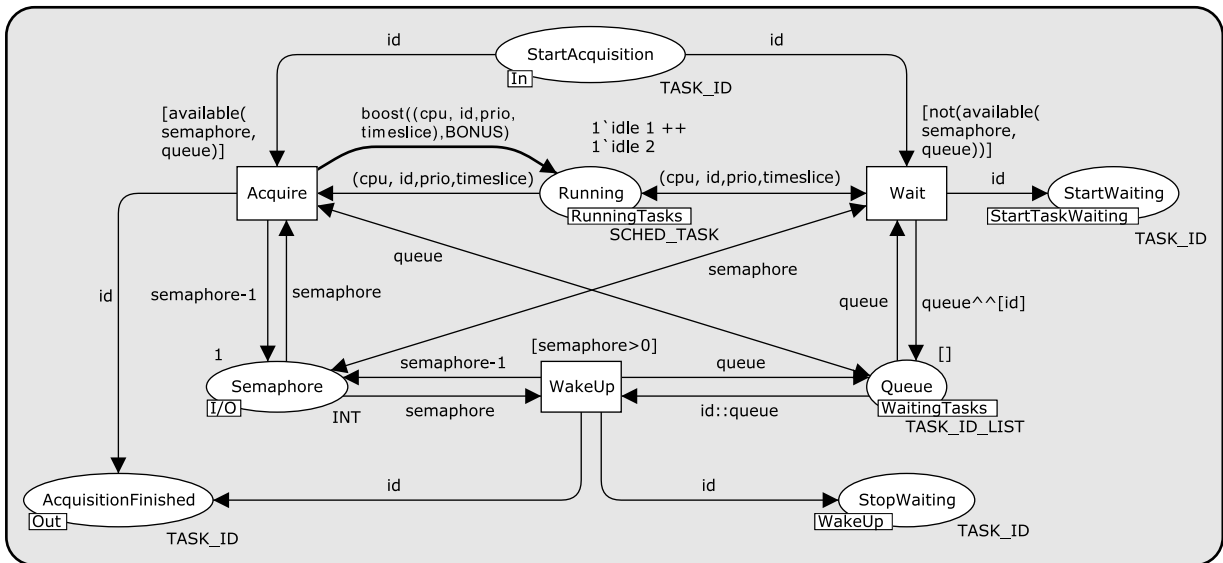 id
StartAcquisition
id
In
TASK_ID
[available(
semaphore,
queue)]
boost((cpu, id,prio,
timeslice),BONUS)
1`idle 1 ++
1`idle 2
[not(available(
semaphore,
queue))]
Acquire
(cpu, id,prio,timeslice)
Running
RunningTasks
SCHED_TASK
(cpu, id,prio,timeslice)
Wait
id
StartWaiting
StartTaskWaiting
TASK_ID
queue
semaphore
id
semaphore-1
semaphore
queue
queue^^[id]
1
[semaphore>0]
[]
Semaphore
I/O
INT
semaphore-1
semaphore
WakeUp
queue
id::queue
Queue
WaitingTasks
TASK_ID_LIST
AcquisitionFinished
Out
TASK_ID
id
id
StopWaiting
WakeUp
TASK_ID